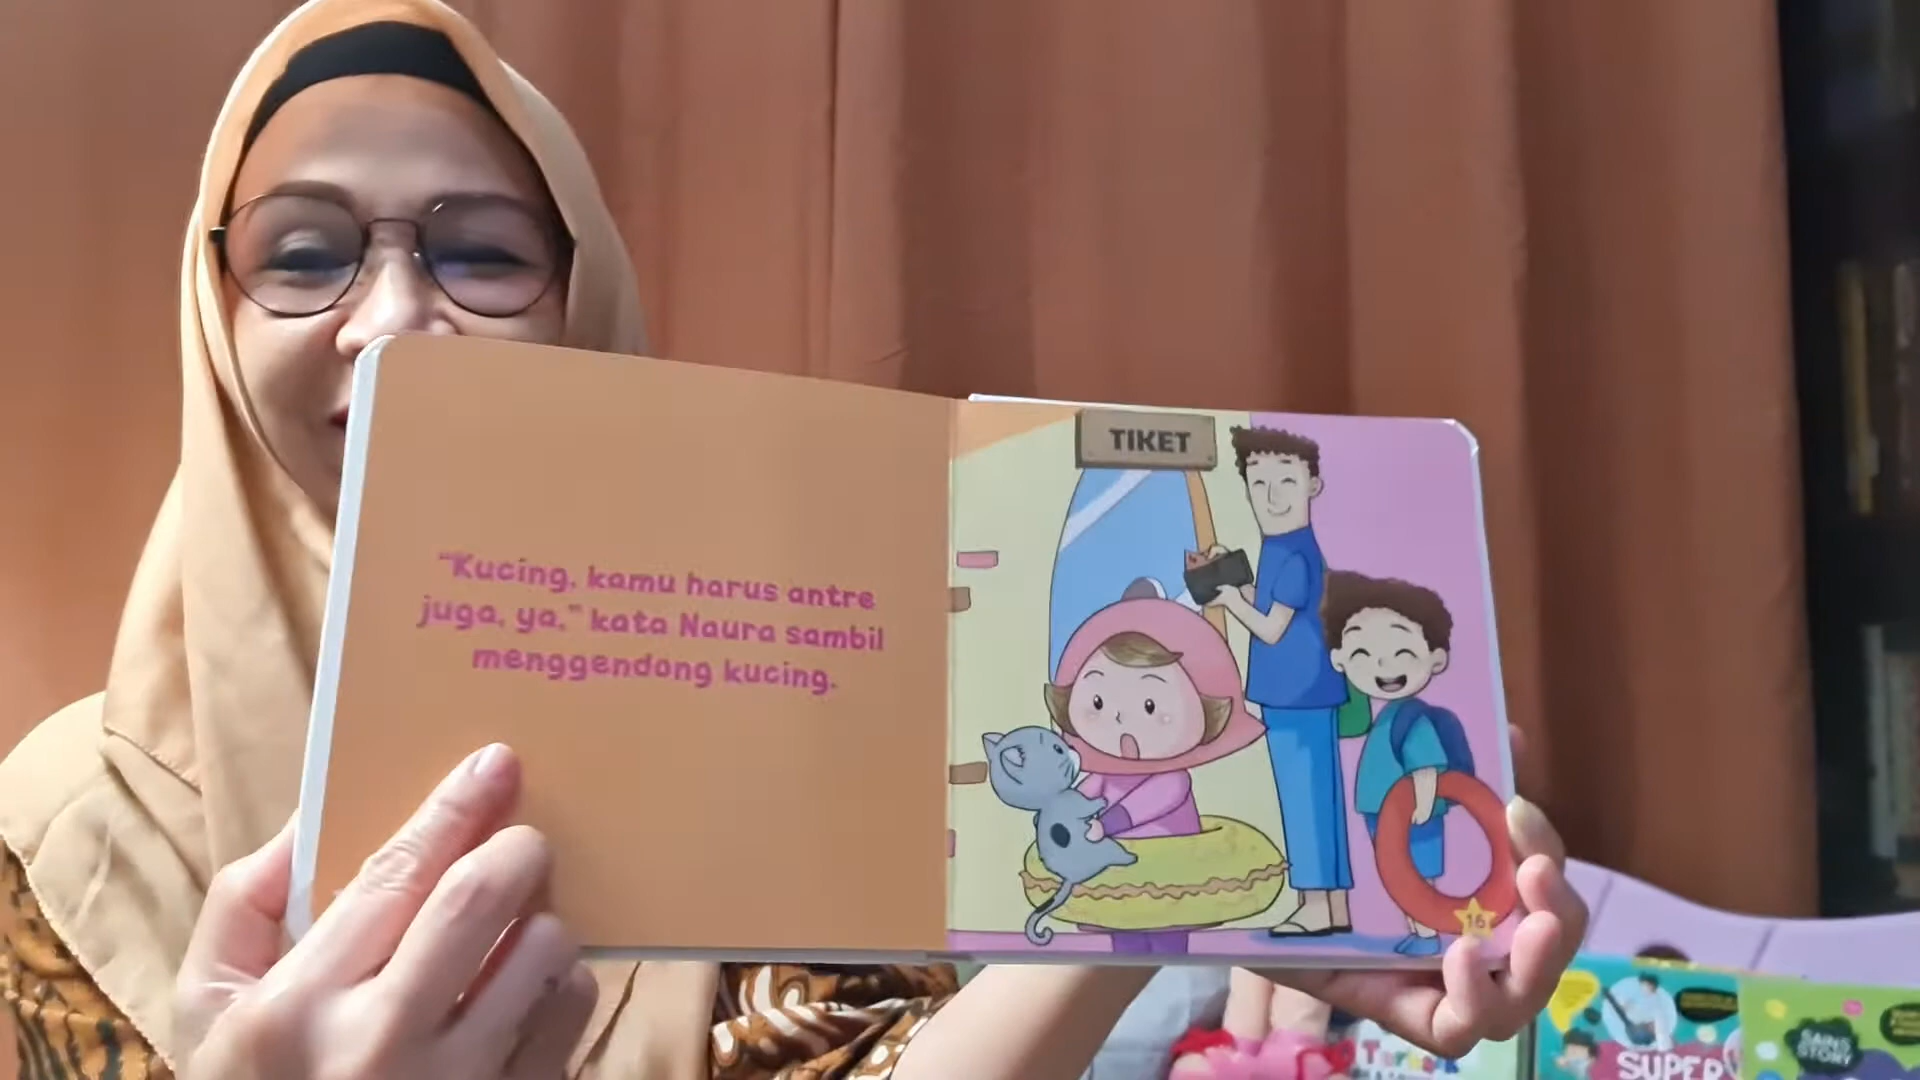 "Kucing, kamu harus antre
juga, ya," kata Naura sambil
menggendong kucing.
TIKET
16
SUPER
SAINS
STORY